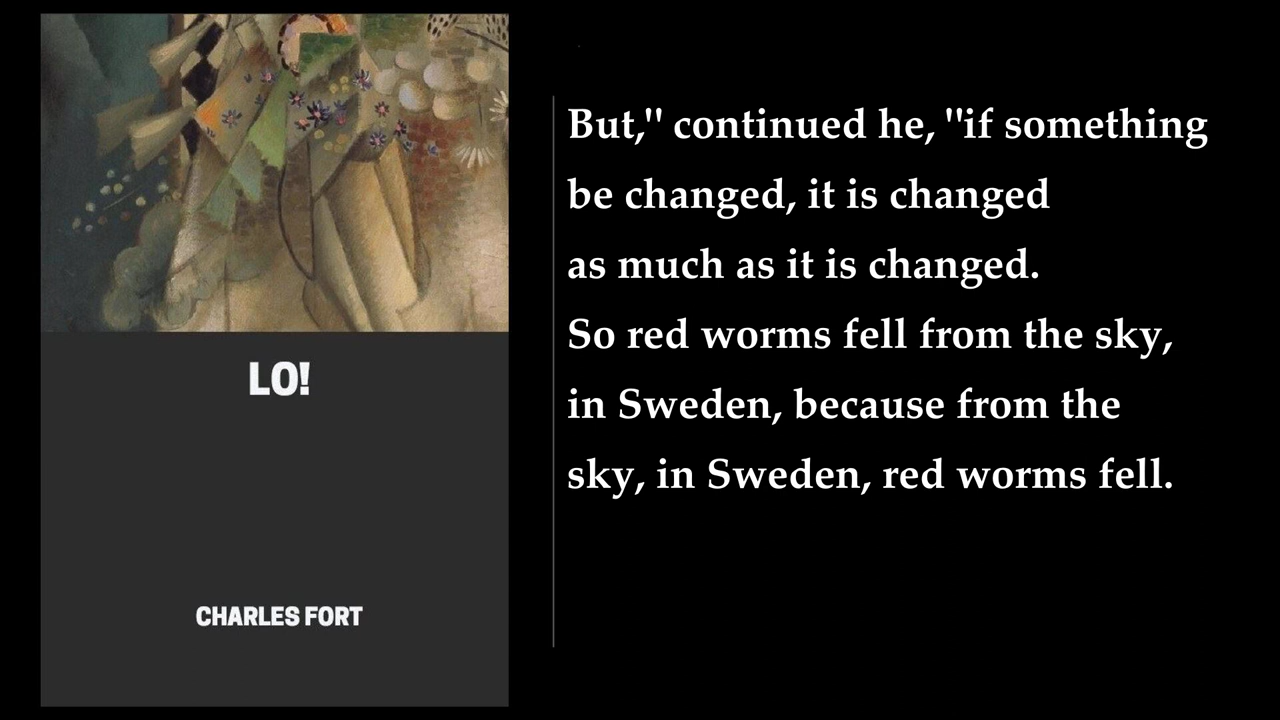 LO!
CHARLES FORT
But," continued he, "if something
be changed, it is changed
as much as it is changed.
So red worms fell from the sky,
in Sweden, because from the
sky, in Sweden, red worms fell.